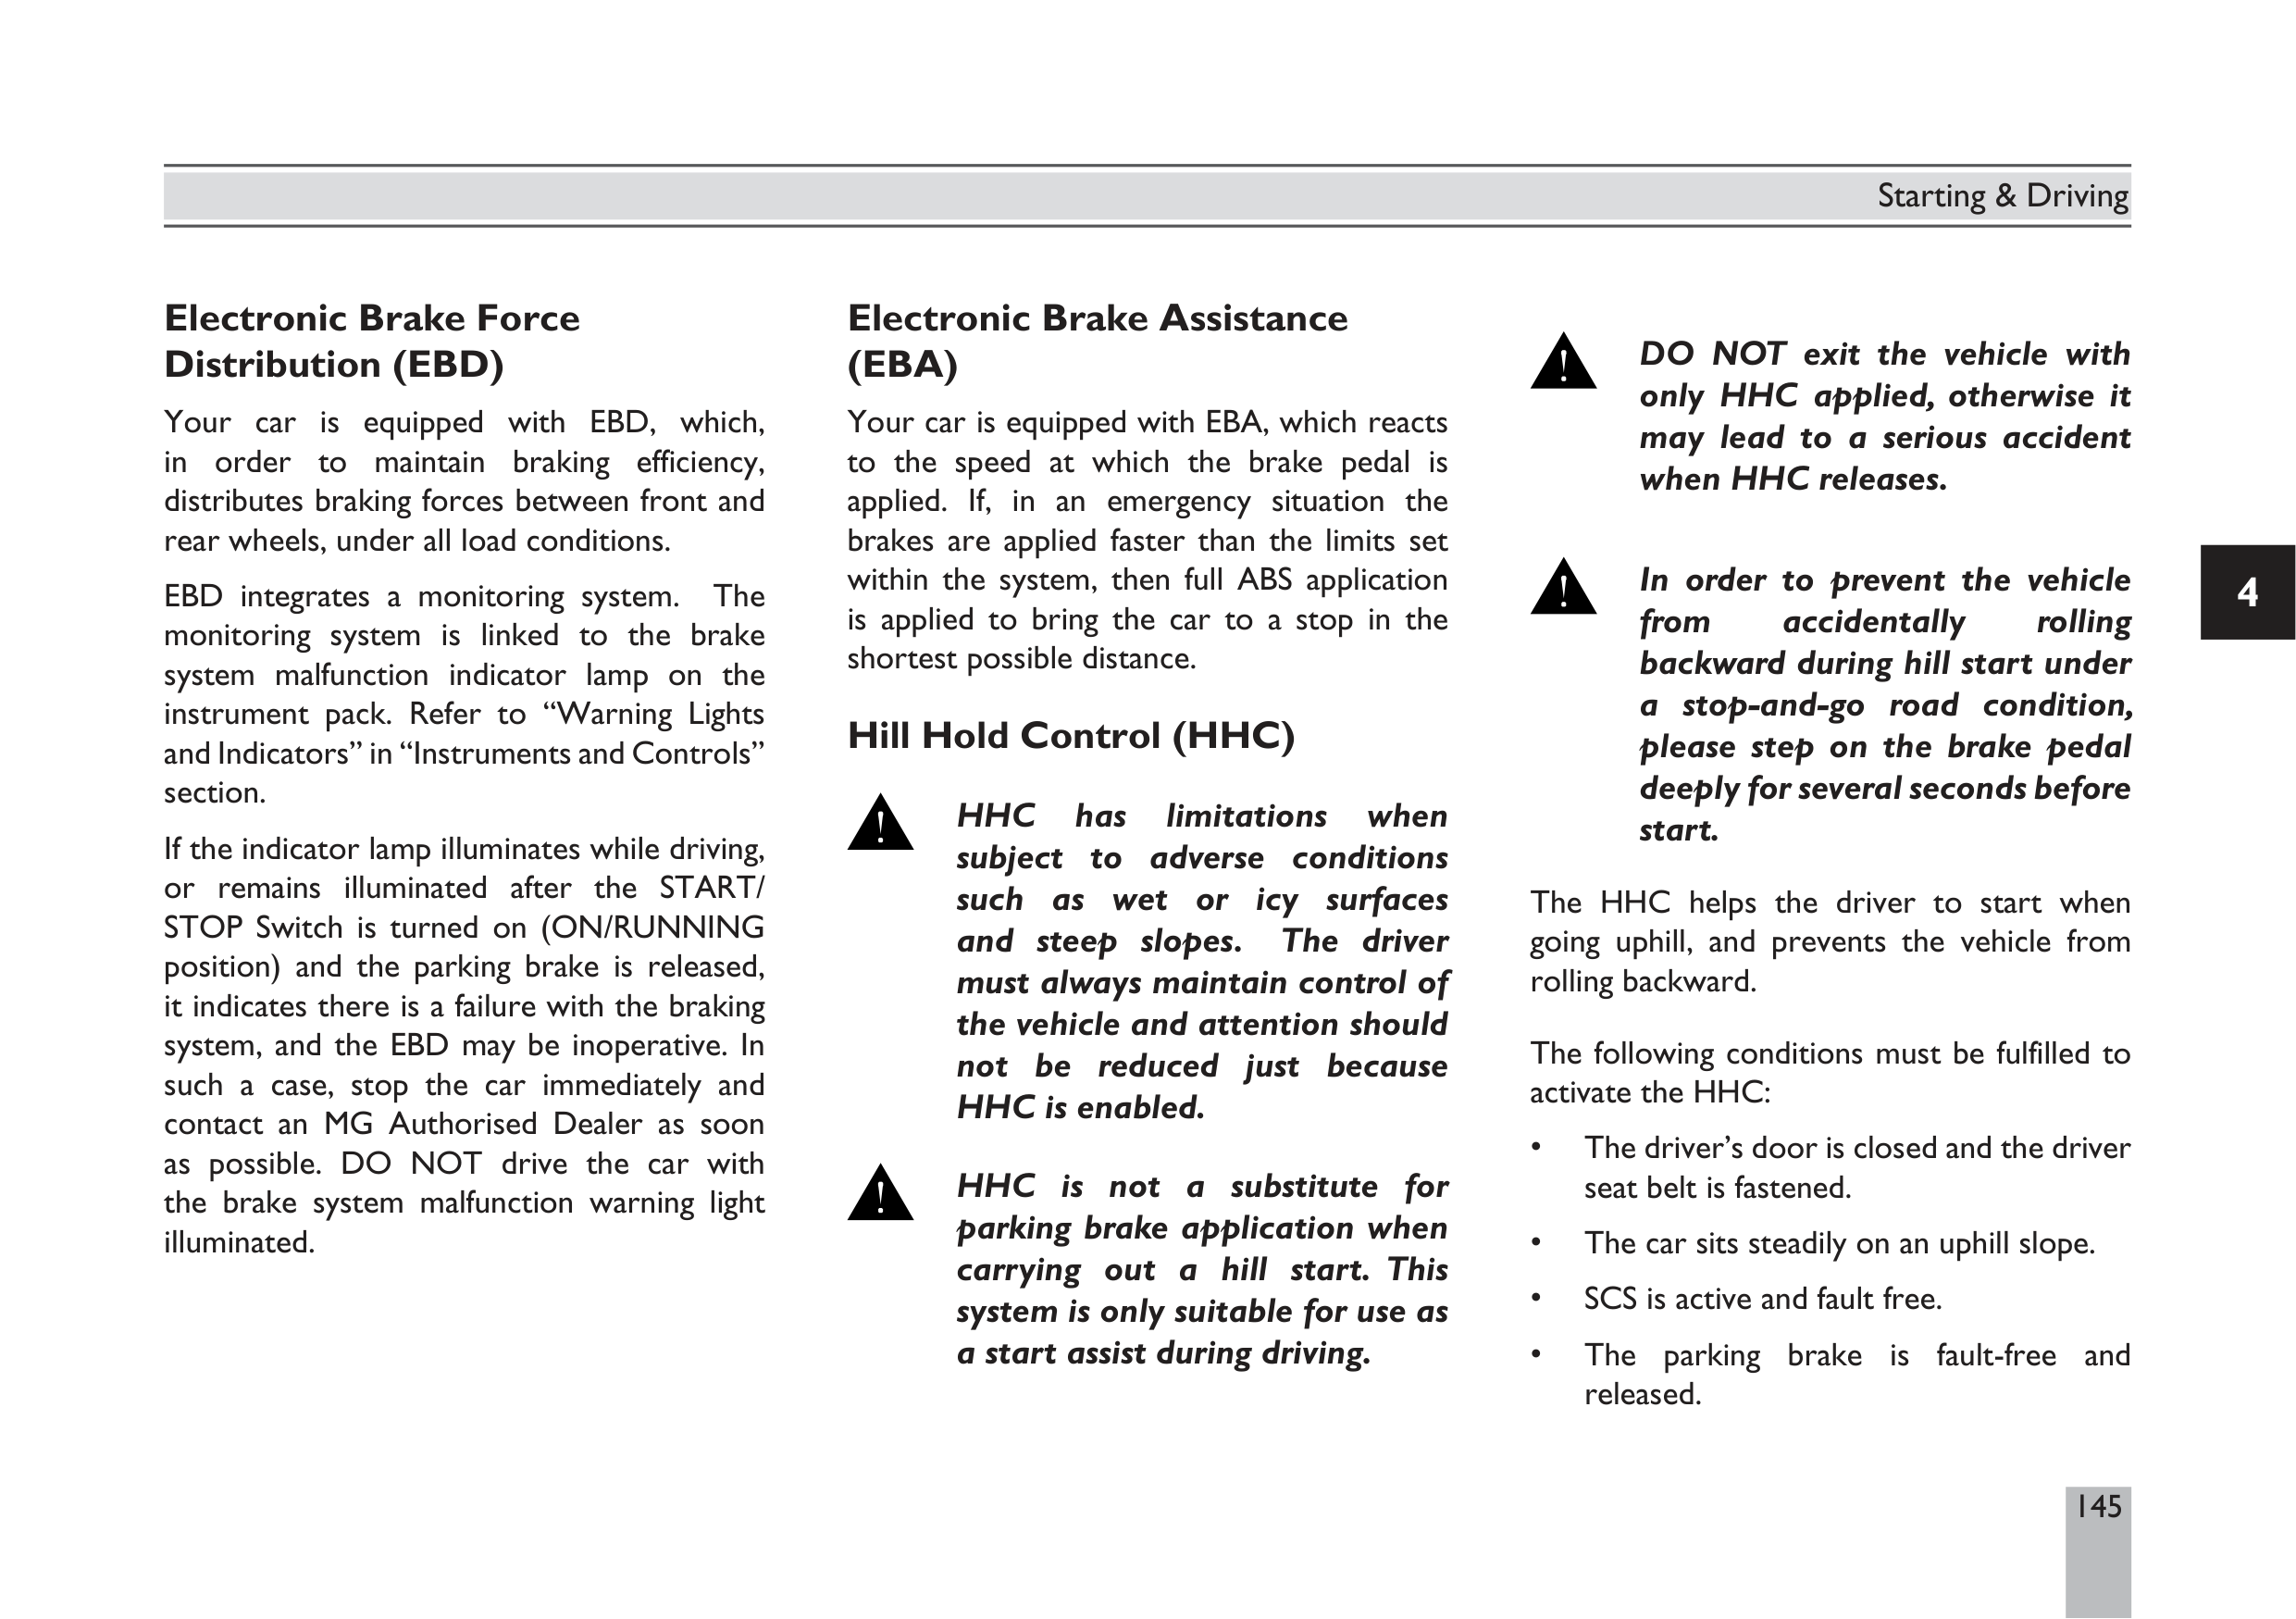 Starting & Driving
Electronic Brake Force
Distribution (EBD)
Your car is equipped with EBD, which,
in order to maintain braking efficiency,
distributes braking forces between front and
rear wheels, under all load conditions.
EBD integrates a monitoring system. The
monitoring system is linked to the brake
system malfunction indicator lamp on the
instrument pack. Refer to “Warning Lights
and Indicators” in “Instruments and Controls”
section.
If the indicator lamp illuminates while driving,
or remains illuminated after the START/
STOP Switch is turned on (ON/RUNNING
position) and the parking brake is released,
it indicates there is a failure with the braking
system, and the EBD may be inoperative. In
such a case, stop the car immediately and
contact an MG Authorised Dealer as soon
as possible. DO NOT drive the car with
the brake system malfunction warning light
illuminated.
Electronic Brake Assistance
(EBA)
Your car is equipped with EBA, which reacts
to the speed at which the brake pedal is
applied. If, in an emergency situation the
brakes are applied faster than the limits set
within the system, then full ABS application
is applied to bring the car to a stop in the
shortest possible distance.
Hill Hold Control (HHC)
HHC has limitations when
subject to adverse conditions
such as wet or icy surfaces
and steep slopes. The driver
must always maintain control of
the vehicle and attention should
not be reduced just because
HHC is enabled.
HHC is not a substitute for
parking brake application when
carrying out a hill start. This
system is only suitable for use as
a start assist during driving.
DO NOT exit the vehicle with
only HHC applied, otherwise it
may lead to a serious accident
when HHC releases.
In order to prevent the vehicle
from accidentally rolling
backward during hill start under
a stop-and-go road condition,
please step on the brake pedal
deeply for several seconds before
start.
The HHC helps the driver to start when
going uphill, and prevents the vehicle from
rolling backward.
The following conditions must be fulfilled to
activate the HHC:
• The driver’s door is closed and the driver
seat belt is fastened.
• The car sits steadily on an uphill slope.
• SCS is active and fault free.
• The parking brake is fault-free and
released.
4
145